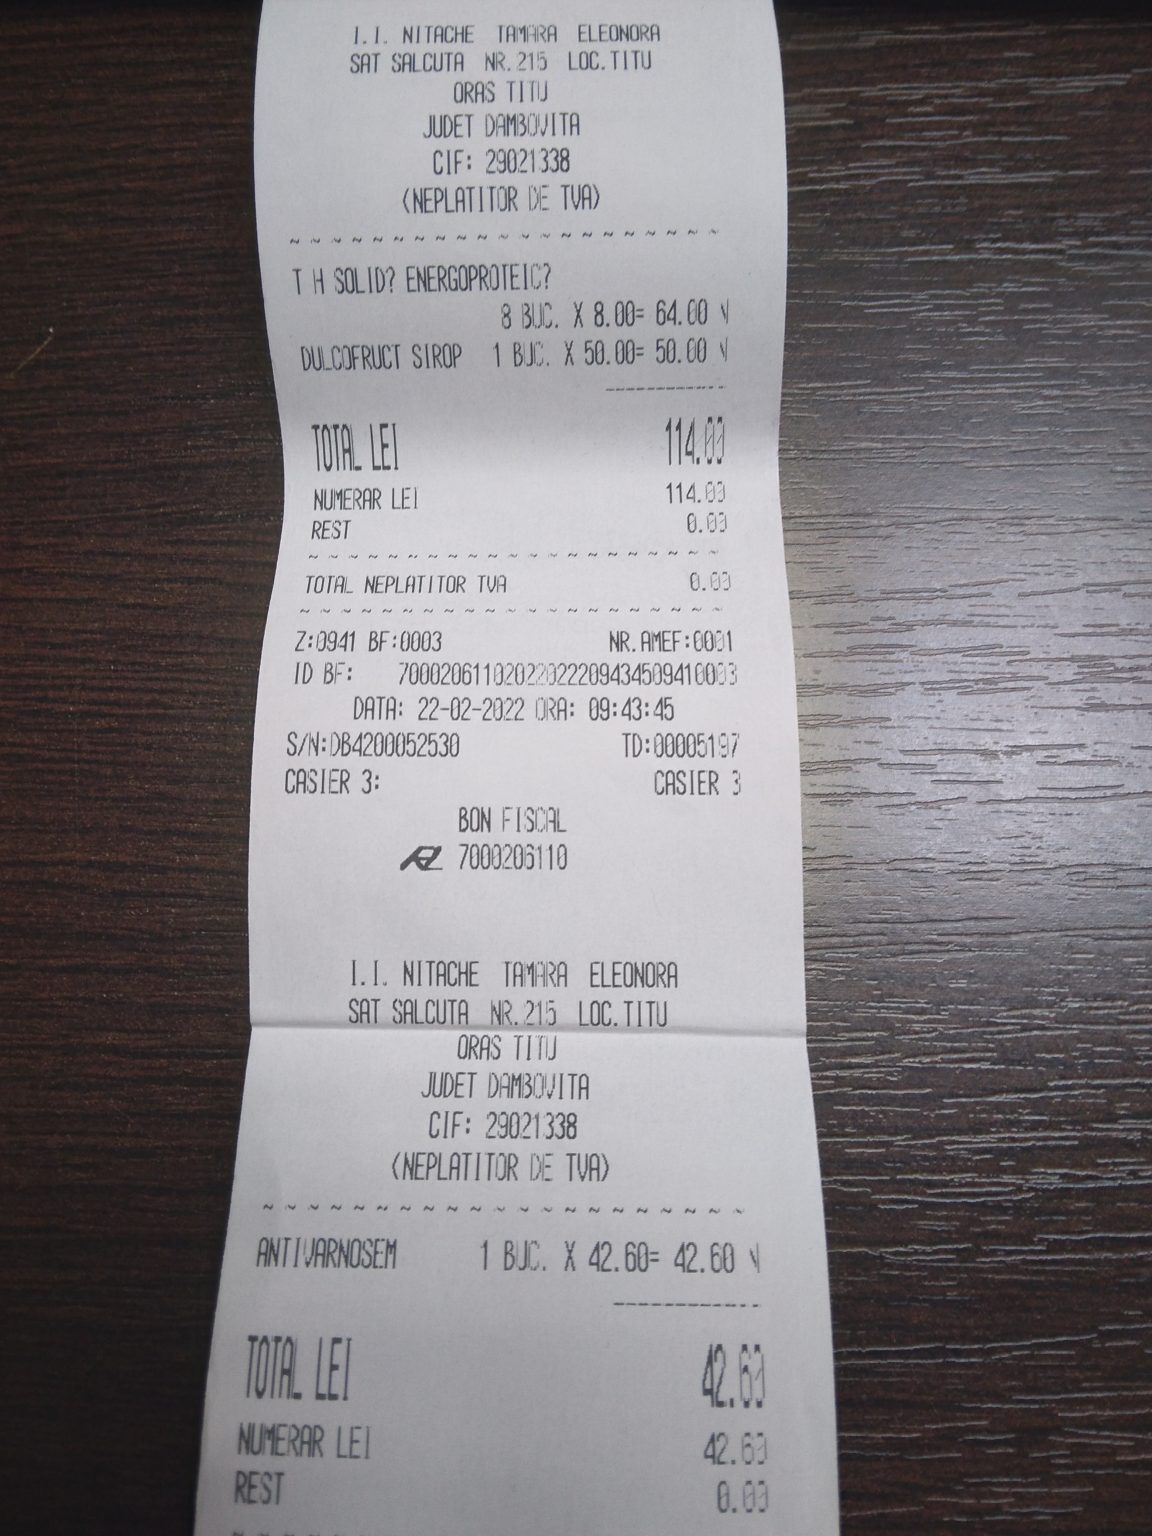 I.I. NITACHE TAMARA ELEONORA
SAT SALCUTA NR.215 LOC.TITU
ORAS TITU
JUDET DAMBOVITA
CIF: 29021338
(NEPLATITOR DE TVA)
~ ~ ~ ~ ~ ~ ~ ~ ~ ~ ~ ~ ~ ~ ~ ~ ~ ~ ~ ~ ~
T H SOLID? ENERGOPROTEIC?
8 BUC. X 8.00= 64.00 \
DULCOFRUCT SIROP 1 BUC. X 50.00= 50.00 \
------------
TOTAL LEI 114.00
NUMERAR LEI 114.00
REST 0.00
~ ~ ~ ~ ~ ~ ~ ~ ~ ~ ~ ~ ~ ~ ~ ~ ~ ~ ~ ~ ~
TOTAL NEPLATITOR TVA 0.00
~ ~ ~ ~ ~ ~ ~ ~ ~ ~ ~ ~ ~ ~ ~ ~ ~ ~ ~ ~ ~
Z:0941 BF:0003 NR.AMEF:0001
ID BF: 70002061102022022209434509410003
DATA: 22-02-2022 ORA: 09:43:45
S/N:DB4200052530 TD:00005197
CASIER 3: CASIER 3
BON FISCAL
7000206110
I.I. NITACHE TAMARA ELEONORA
SAT SALCUTA NR.215 LOC.TITU
ORAS TITU
JUDET DAMBOVITA
CIF: 29021338
(NEPLATITOR DE TVA)
~ ~ ~ ~ ~ ~ ~ ~ ~ ~ ~ ~ ~ ~ ~ ~ ~ ~ ~ ~ ~
ANTIVARNOSEM 1 BUC. X 42.60= 42.60 \
------------
TOTAL LEI 42.60
NUMERAR LEI 42.60
REST 0.00